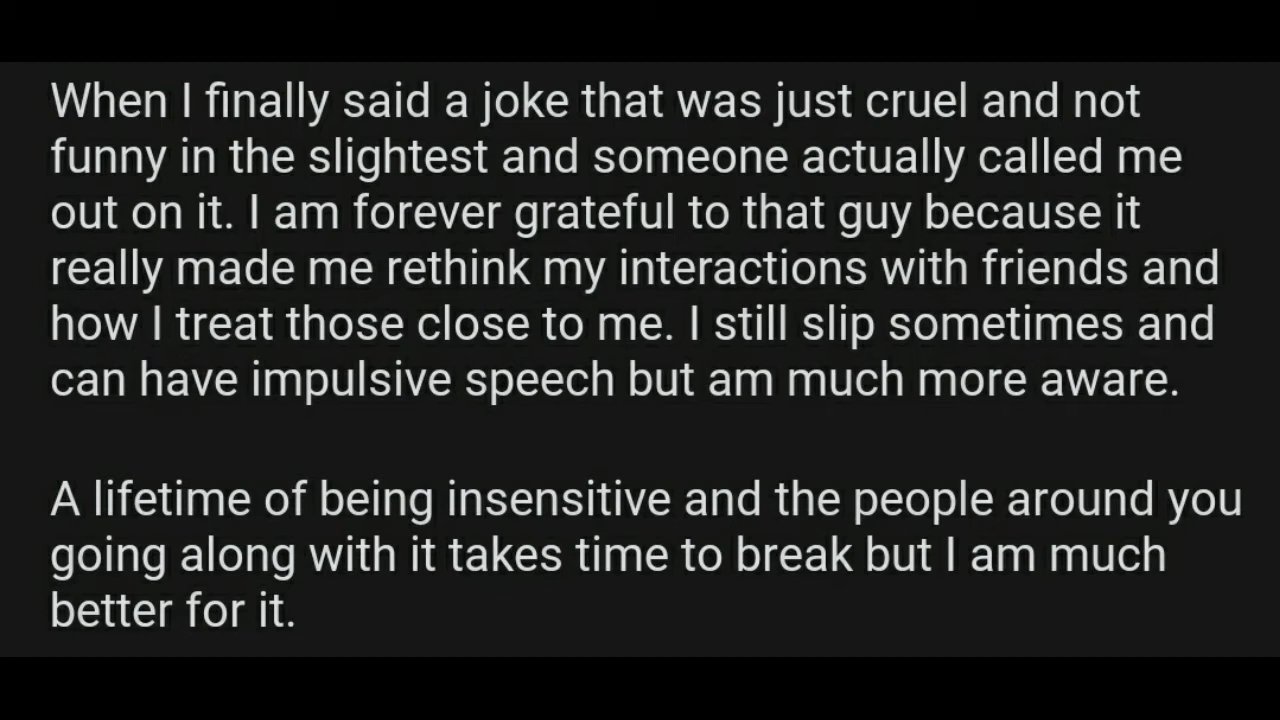 When I finally said a joke that was just cruel and not
funny in the slightest and someone actually called me
out on it. I am forever grateful to that guy because it
really made me rethink my interactions with friends and
how I treat those close to me. I still slip sometimes and
can have impulsive speech but am much more aware.
A lifetime of being insensitive and the people around you
going along with it takes time to break but I am much
better for it.